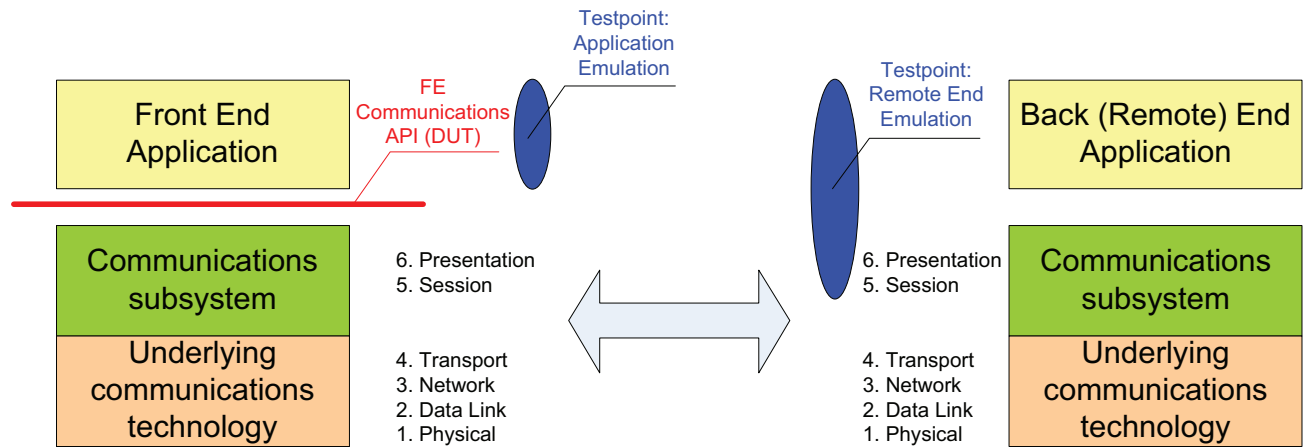 Testpoint:
Application
Emulation
FE
Communications
API (DUT)
Testpoint:
Remote End
Emulation
Front End
Application
Back (Remote) End
Application
Communications
subsystem
6. Presentation
5. Session
6. Presentation
5. Session
Communications
subsystem
Underlying
communications
technology
4. Transport
3. Network
2. Data Link
1. Physical
4. Transport
3. Network
2. Data Link
1. Physical
Underlying
communications
technology